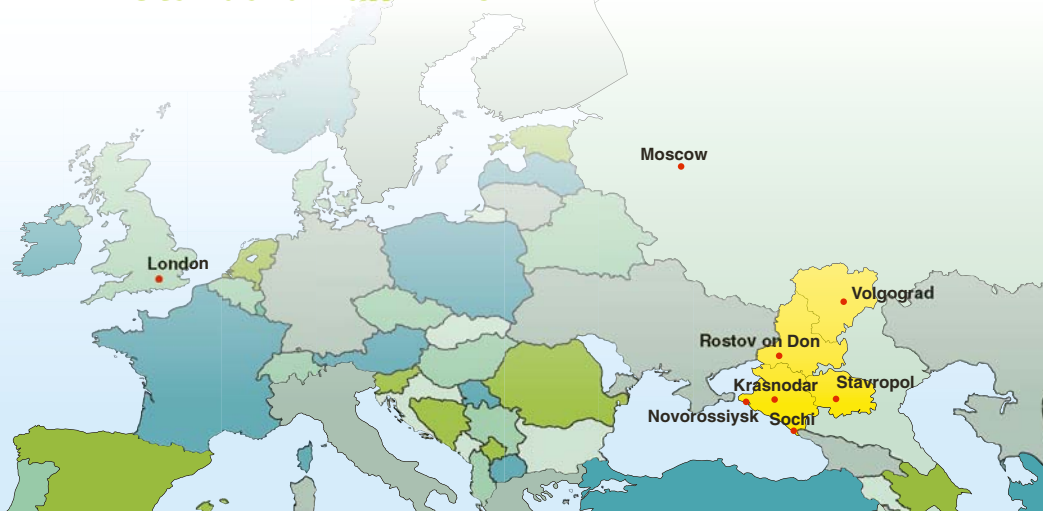 Moscow
London
Volgograd
Rostov on Don
Krasnodar
Stavropol
Novorossiysk
Sochi